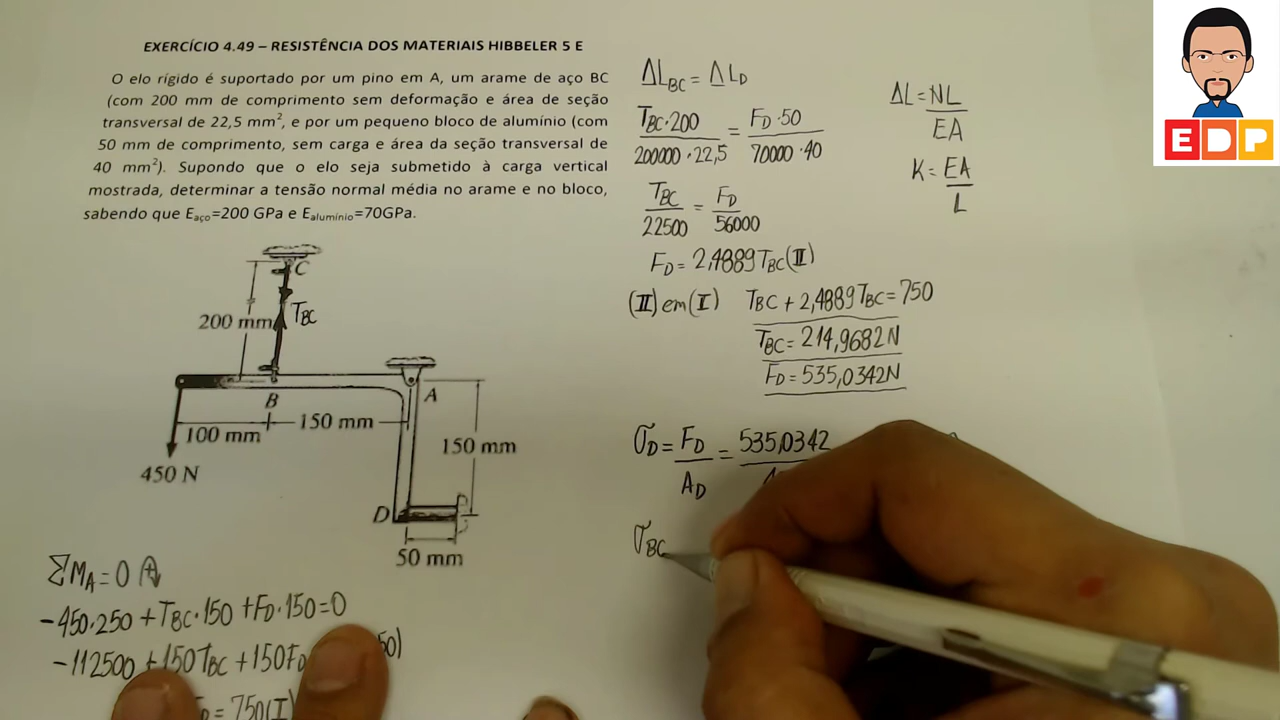 EXERCÍCIO 4.49 – RESISTÊNCIA DOS MATERIAIS HIBBELER 5 E
O elo rígido é suportado por um pino em A, um arame de aço BC
(com 200 mm de comprimento sem deformação e área de seção
transversal de 22,5 mm², e por um pequeno bloco de alumínio (com
50 mm de comprimento, sem carga e área da seção transversal de
40 mm²). Supondo que o elo seja submetido à carga vertical
mostrada, determinar a tensão normal média no arame e no bloco,
sabendo que Eaço=200 GPa e Ealumínio=70GPa.
C
TBC
200 mm
A
B
150 mm
100 mm
150 mm
450 N
D
50 mm
ΣMA=0
-450·250 +TBC·150 +FD·150=0
-112500 +150TBC +150FD 50)
D = 750(I)
ΔLBC = ΔLD
TBC·200 / 200000·22,5 = FD·50 / 70000·40
TBC / 22500 = FD / 56000
FD = 2,4889TBC(II)
(II) em (I) TBC + 2,4889TBC = 750
TBC = 214,9682N
FD = 535,0342N
σD = FD / AD = 535,0342
σBC
ΔL = NL / EA
K = EA / L
EDP